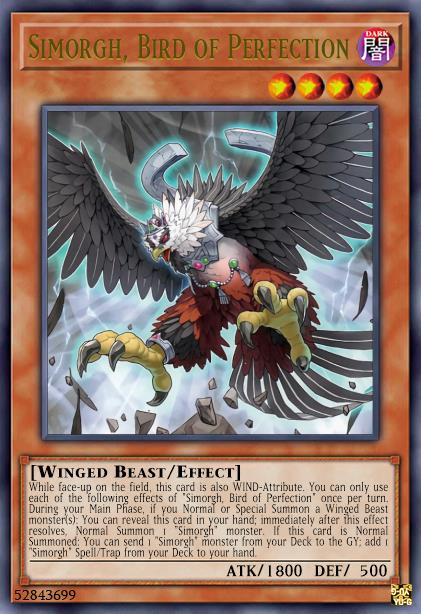 SIMORGH, BIRD OF PERFECTION
DARK
闇
[WINGED BEAST/EFFECT]
While face-up on the field, this card is also WIND-Attribute. You can only use
each of the following effects of "Simorgh, Bird of Perfection" once per turn.
During your Main Phase, if you Normal or Special Summon a Winged Beast
monster(s): You can reveal this card in your hand; immediately after this effect
resolves, Normal Summon 1 "Simorgh" monster. If this card is Normal
Summoned: You can send 1 "Simorgh" monster from your Deck to the GY; add 1
"Simorgh" Spell/Trap from your Deck to your hand.
ATK/1800 DEF/ 500
52843699